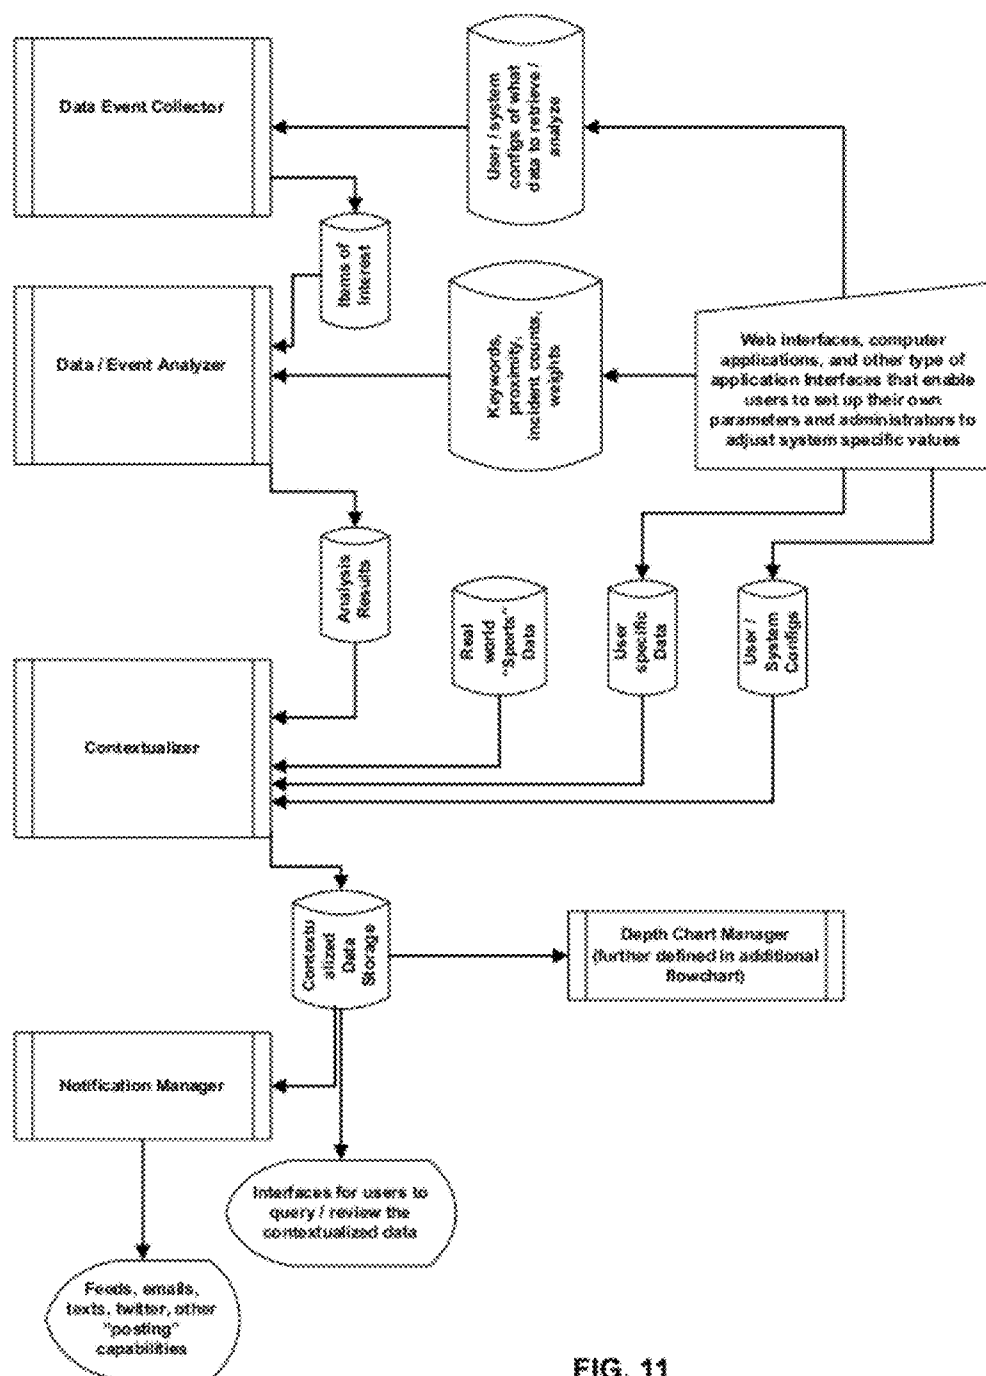 Data Event Collector
User / system
configs of what
data to retrieve /
analyze
Items of
Interest
Data / Event Analyzer
Keywords,
proximity,
incident counts,
weights
Web interfaces, computer
applications, and other type of
application interfaces that enable
users to set up their own
parameters and administrators to
adjust system specific values
Analysis
Results
Real
world
"Sports"
Data
User
specific
Data
User /
System
Configs
Contextualizer
Contextu
alized
Data
Storage
Depth Chart Manager
(further defined in additional
flowchart)
Notification Manager
Interfaces for users to
query / review the
contextualized data
Feeds, emails,
texts, twitter, other
"posting"
capabilities
FIG. 11